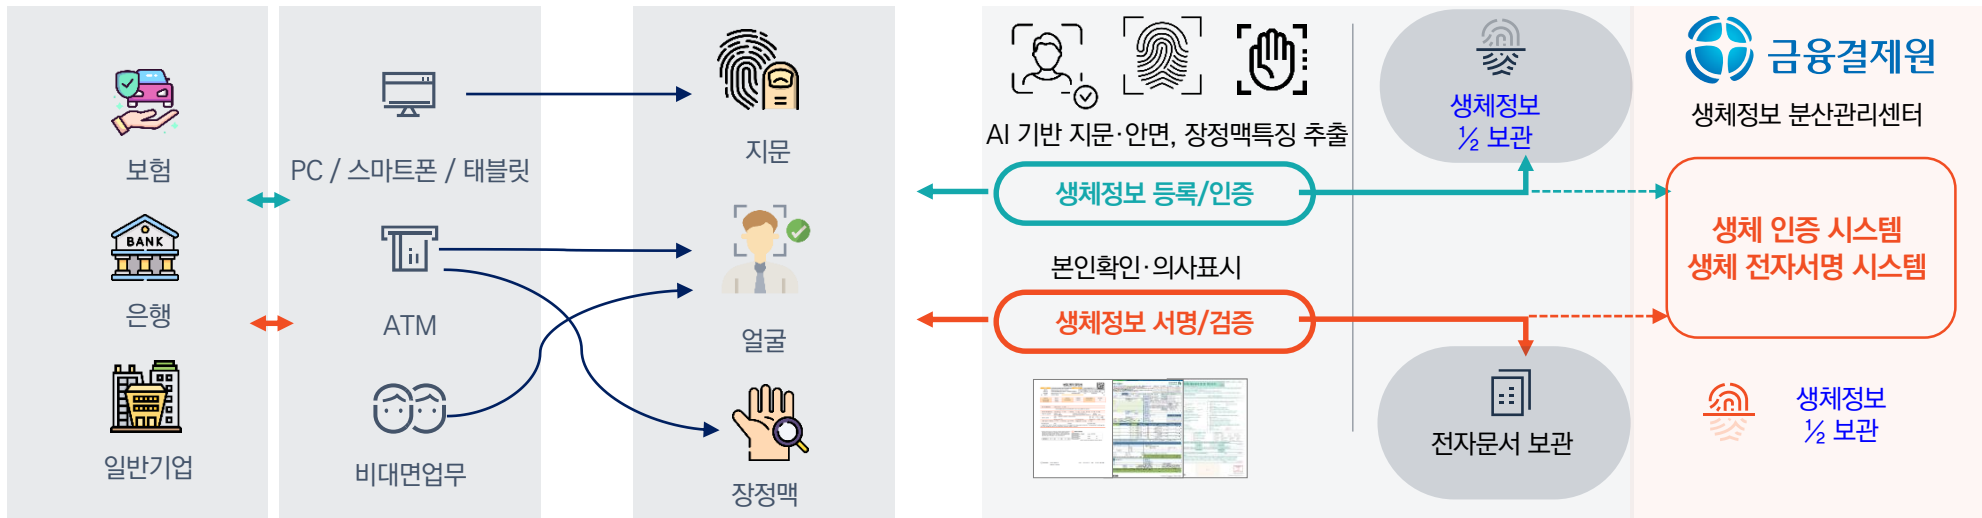 보험
BANK
은행
일반기업
PC / 스마트폰 / 태블릿
ATM
비대면업무
지문
얼굴
장정맥
AI 기반 지문·안면, 장정맥특징 추출
생체정보 등록/인증
본인확인·의사표시
생체정보 서명/검증
생체정보
½ 보관
전자문서 보관
금융결제원
생체정보 분산관리센터
생체 인증 시스템
생체 전자서명 시스템
생체정보
½ 보관